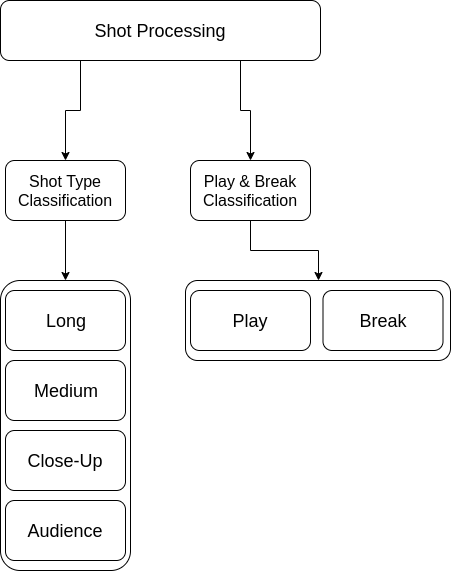 Shot Processing
Shot Type
Classification
Play & Break
Classification
Long
Medium
Close-Up
Audience
Play
Break